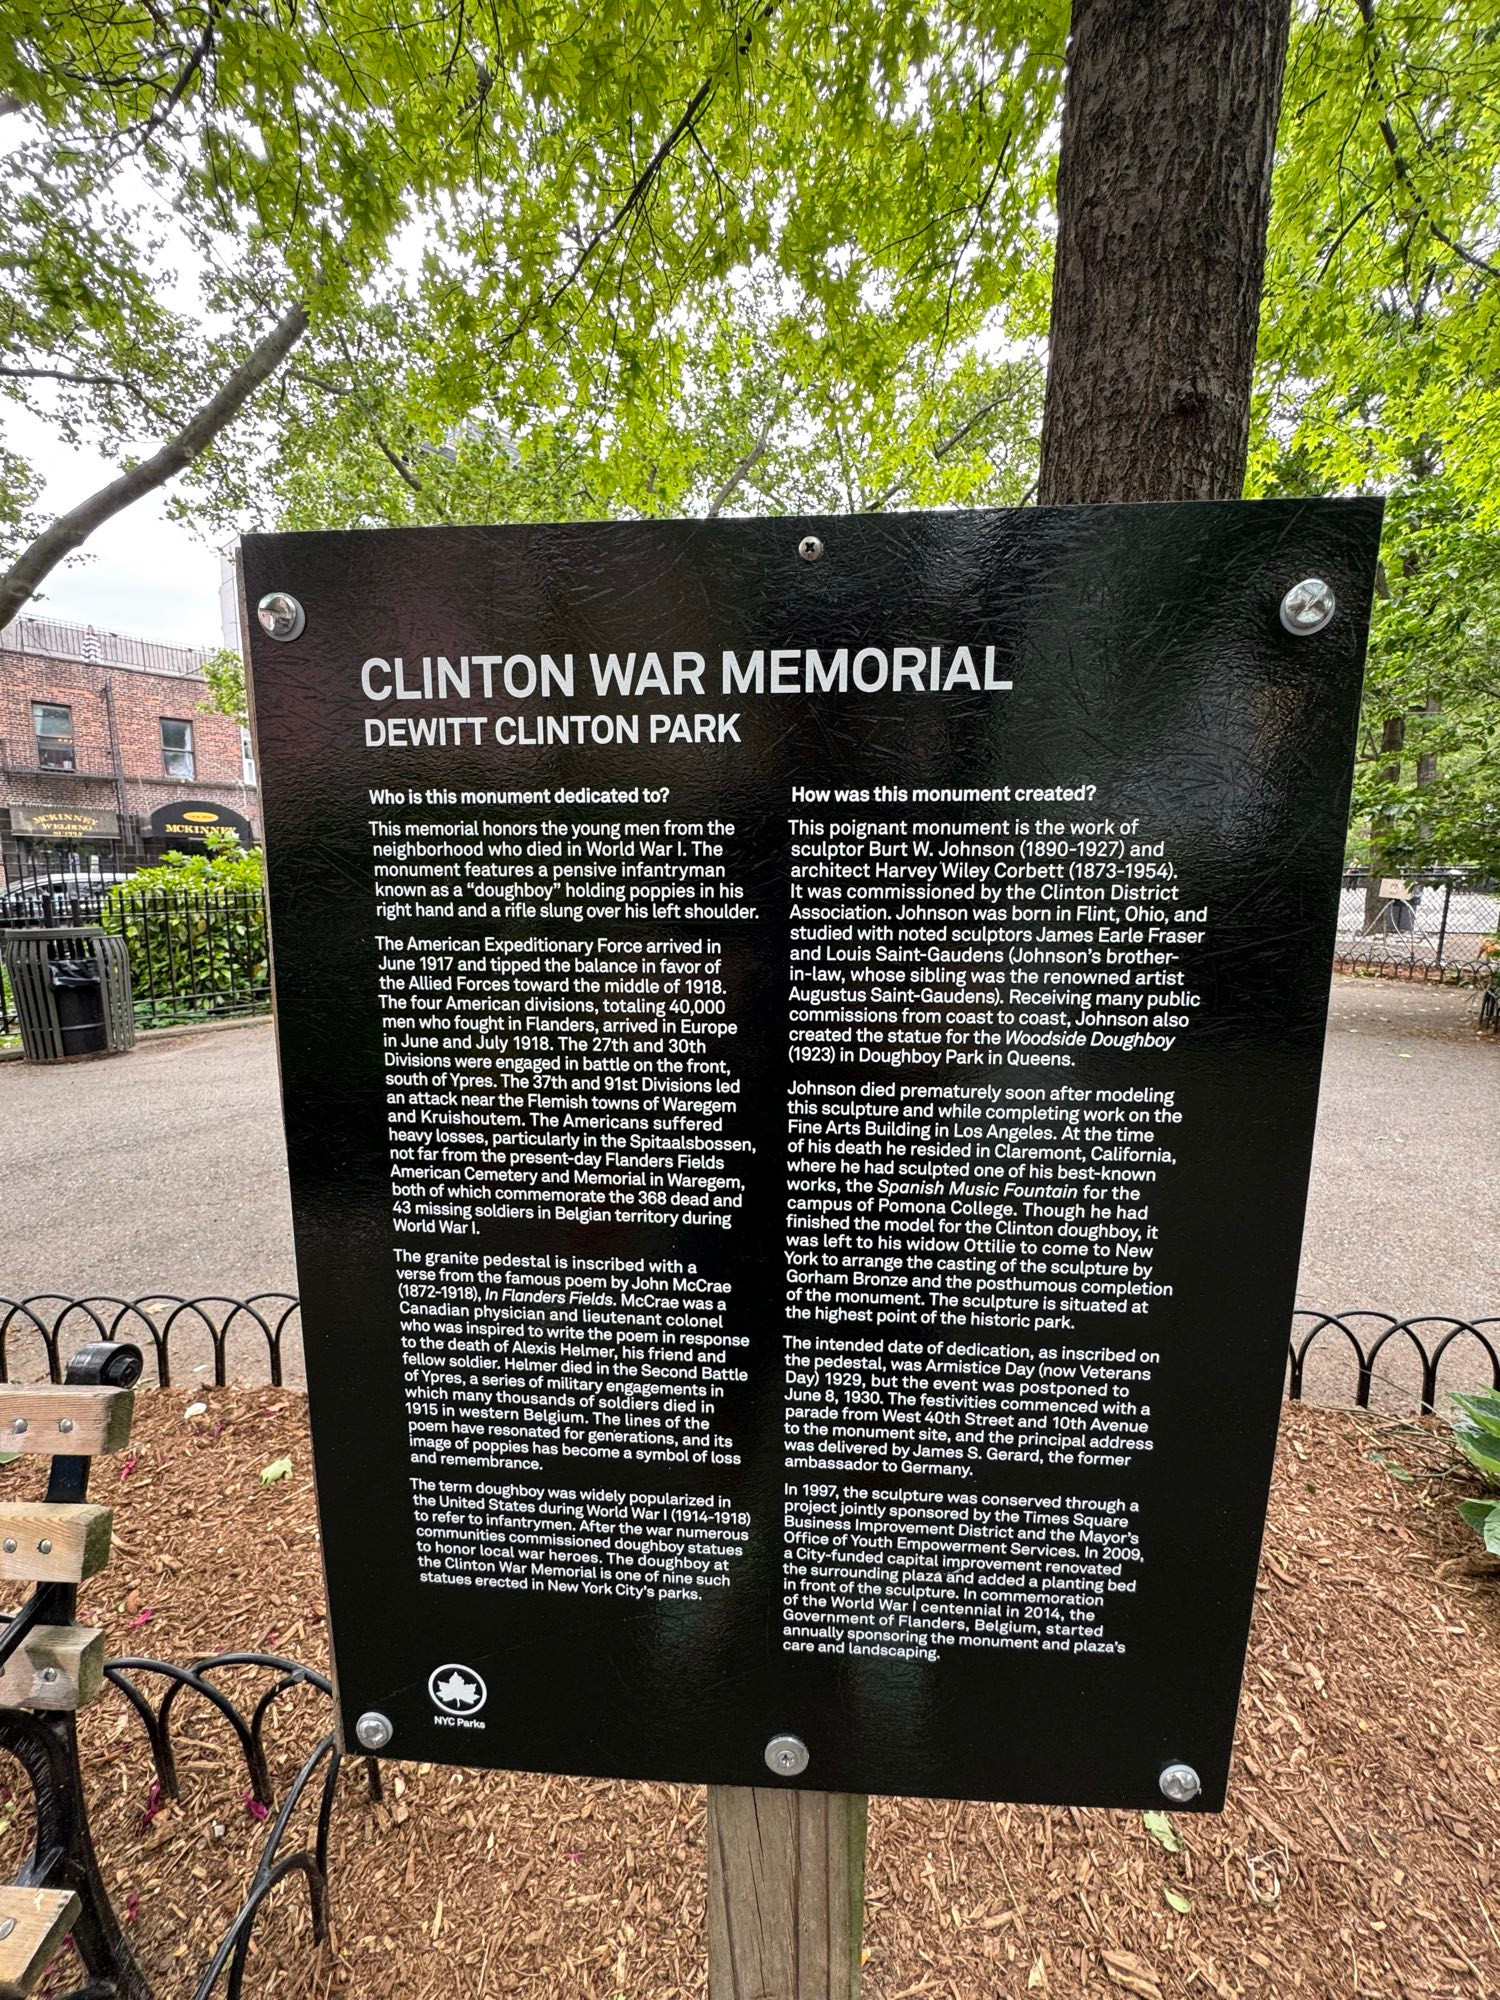 CLINTON WAR MEMORIAL
DEWITT CLINTON PARK
Who is this monument dedicated to?
This memorial honors the young men from the
neighborhood who died in World War I. The
monument features a pensive infantryman
known as a “doughboy” holding poppies in his
right hand and a rifle slung over his left shoulder.
The American Expeditionary Force arrived in
June 1917 and tipped the balance in favor of
the Allied Forces toward the middle of 1918.
The four American divisions, totaling 40,000
men who fought in Flanders, arrived in Europe
in June and July 1918. The 27th and 30th
Divisions were engaged in battle on the front,
south of Ypres. The 37th and 91st Divisions led
an attack near the Flemish towns of Waregem
and Kruishoutem. The Americans suffered
heavy losses, particularly in the Spitaalsbossen,
not far from the present-day Flanders Fields
American Cemetery and Memorial in Waregem,
both of which commemorate the 368 dead and
43 missing soldiers in Belgian territory during
World War I.
The granite pedestal is inscribed with a
verse from the famous poem by John McCrae
(1872-1918), In Flanders Fields. McCrae was a
Canadian physician and lieutenant colonel
who was inspired to write the poem in response
to the death of Alexis Helmer, his friend and
fellow soldier. Helmer died in the Second Battle
of Ypres, a series of military engagements in
which many thousands of soldiers died in
1915 in western Belgium. The lines of the
poem have resonated for generations, and its
image of poppies has become a symbol of loss
and remembrance.
The term doughboy was widely popularized in
the United States during World War I (1914-1918)
to refer to infantrymen. After the war numerous
communities commissioned doughboy statues
to honor local war heroes. The doughboy at
the Clinton War Memorial is one of nine such
statues erected in New York City’s parks.
NYC Parks
How was this monument created?
This poignant monument is the work of
sculptor Burt W. Johnson (1890-1927) and
architect Harvey Wiley Corbett (1873-1954).
It was commissioned by the Clinton District
Association. Johnson was born in Flint, Ohio, and
studied with noted sculptors James Earle Fraser
and Louis Saint-Gaudens (Johnson’s brother-
in-law, whose sibling was the renowned artist
Augustus Saint-Gaudens). Receiving many public
commissions from coast to coast, Johnson also
created the statue for the Woodside Doughboy
(1923) in Doughboy Park in Queens.
Johnson died prematurely soon after modeling
this sculpture and while completing work on the
Fine Arts Building in Los Angeles. At the time
of his death he resided in Claremont, California,
where he had sculpted one of his best-known
works, the Spanish Music Fountain for the
campus of Pomona College. Though he had
finished the model for the Clinton doughboy, it
was left to his widow Ottilie to come to New
York to arrange the casting of the sculpture by
Gorham Bronze and the posthumous completion
of the monument. The sculpture is situated at
the highest point of the historic park.
The intended date of dedication, as inscribed on
the pedestal, was Armistice Day (now Veterans
Day) 1929, but the event was postponed to
June 8, 1930. The festivities commenced with a
parade from West 40th Street and 10th Avenue
to the monument site, and the principal address
was delivered by James S. Gerard, the former
ambassador to Germany.
In 1997, the sculpture was conserved through a
project jointly sponsored by the Times Square
Business Improvement District and the Mayor’s
Office of Youth Empowerment Services. In 2009,
a City-funded capital improvement renovated
the surrounding plaza and added a planting bed
in front of the sculpture. In commemoration
of the World War I centennial in 2014, the
Government of Flanders, Belgium, started
annually sponsoring the monument and plaza’s
care and landscaping.
MCKINNEY
WELDING
SUPPLY
MCKINNEY